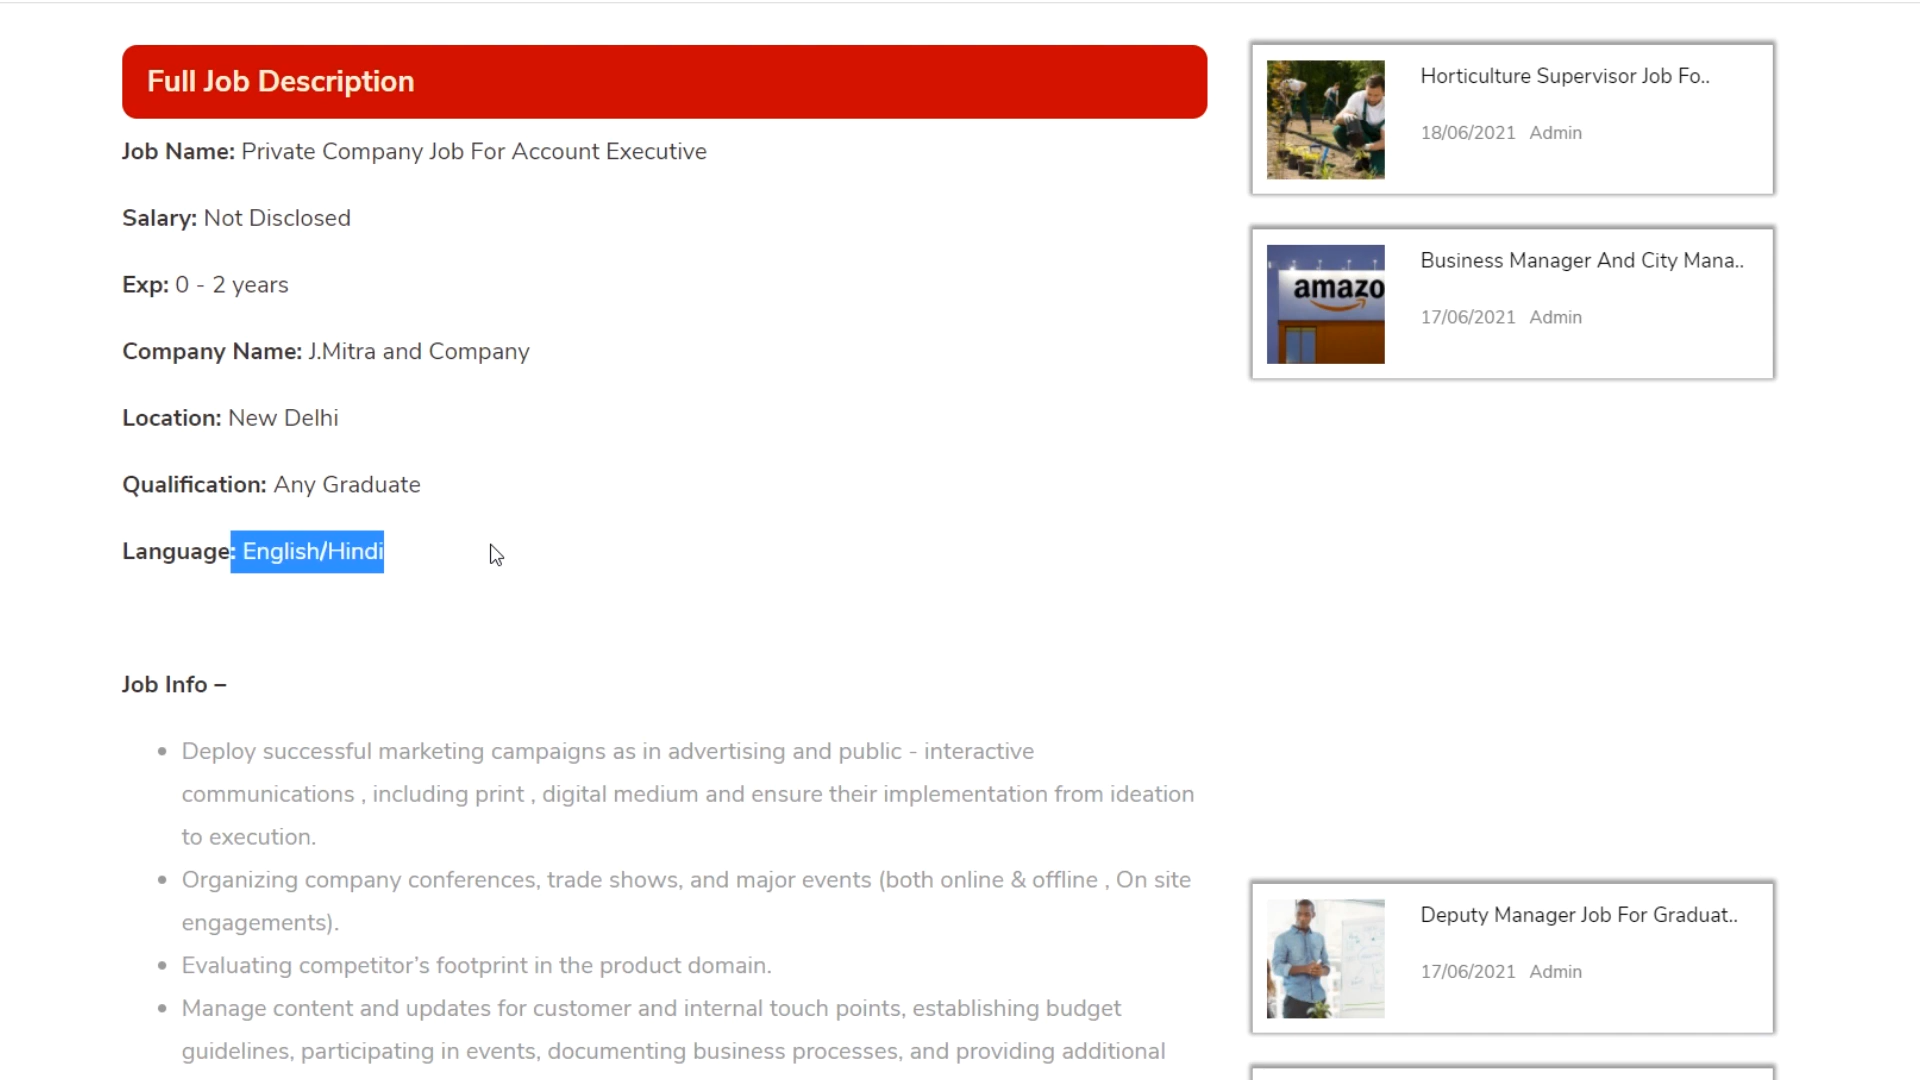 Full Job Description
Job Name: Private Company Job For Account Executive
Salary: Not Disclosed
Exp: 0 - 2 years
Company Name: J.Mitra and Company
Location: New Delhi
Qualification: Any Graduate
Language: English/Hindi
Job Info –
• Deploy successful marketing campaigns as in advertising and public - interactive
communications , including print , digital medium and ensure their implementation from ideation
to execution.
• Organizing company conferences, trade shows, and major events (both online & offline , On site
engagements).
• Evaluating competitor’s footprint in the product domain.
• Manage content and updates for customer and internal touch points, establishing budget
guidelines, participating in events, documenting business processes, and providing additional
Horticulture Supervisor Job Fo..
18/06/2021 Admin
amazo
Business Manager And City Mana..
17/06/2021 Admin
Deputy Manager Job For Graduat..
17/06/2021 Admin